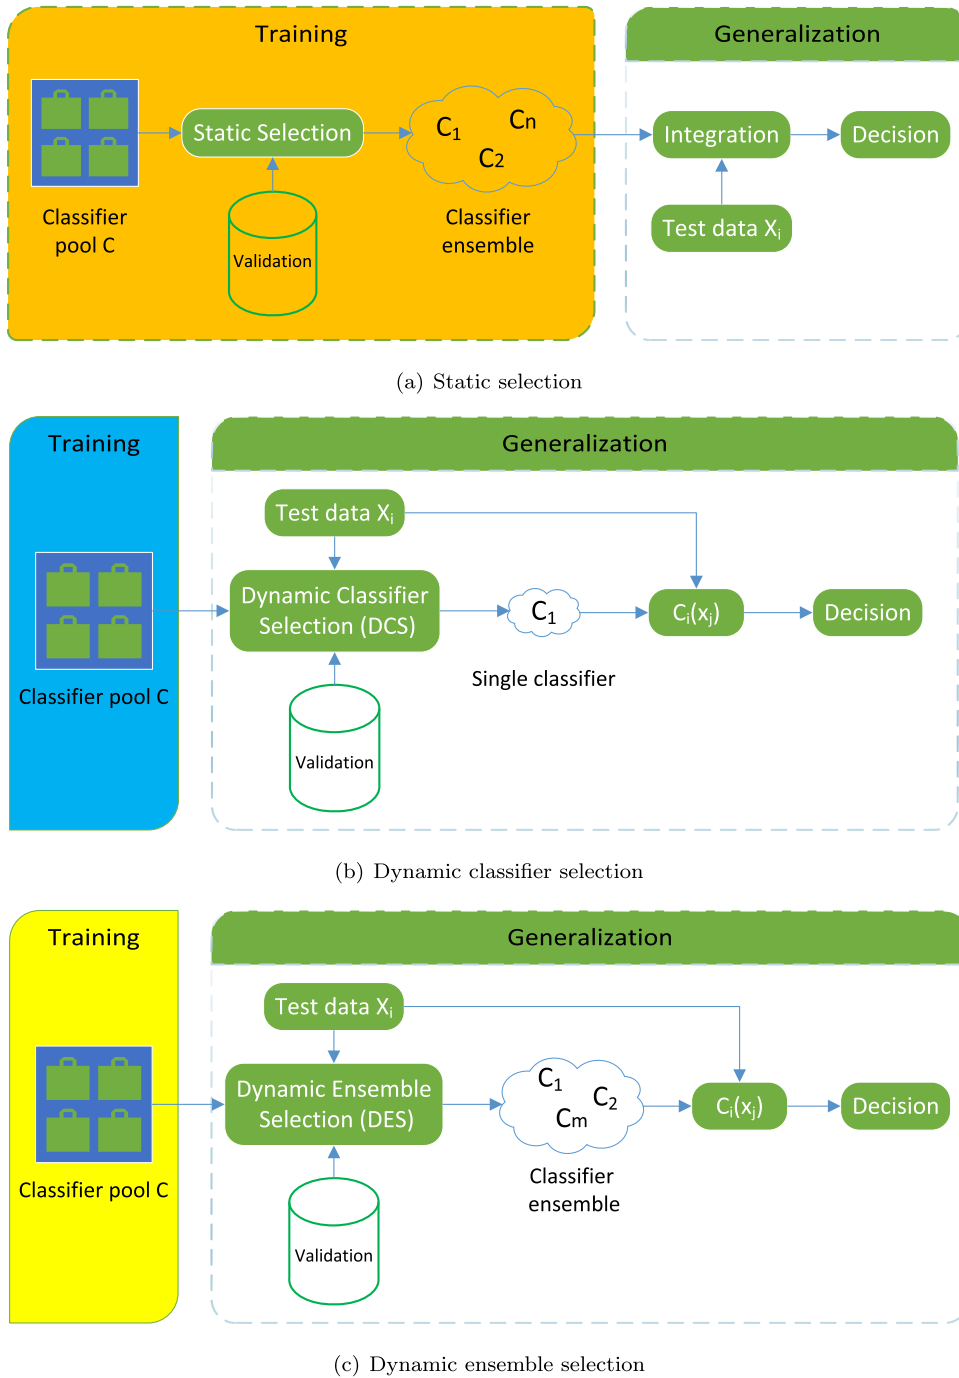 Training
Generalization
Static Selection
C1
Cn
C2
Integration
Decision
Classifier
pool C
Validation
Classifier
ensemble
Test data Xi
(a) Static selection
Training
Generalization
Test data Xi
Dynamic Classifier
Selection (DCS)
C1
Ci(xj)
Decision
Single classifier
Classifier pool C
Validation
(b) Dynamic classifier selection
Training
Generalization
Test data Xi
Dynamic Ensemble
Selection (DES)
C1
C2
Cm
Ci(xj)
Decision
Classifier
ensemble
Classifier pool C
Validation
(c) Dynamic ensemble selection